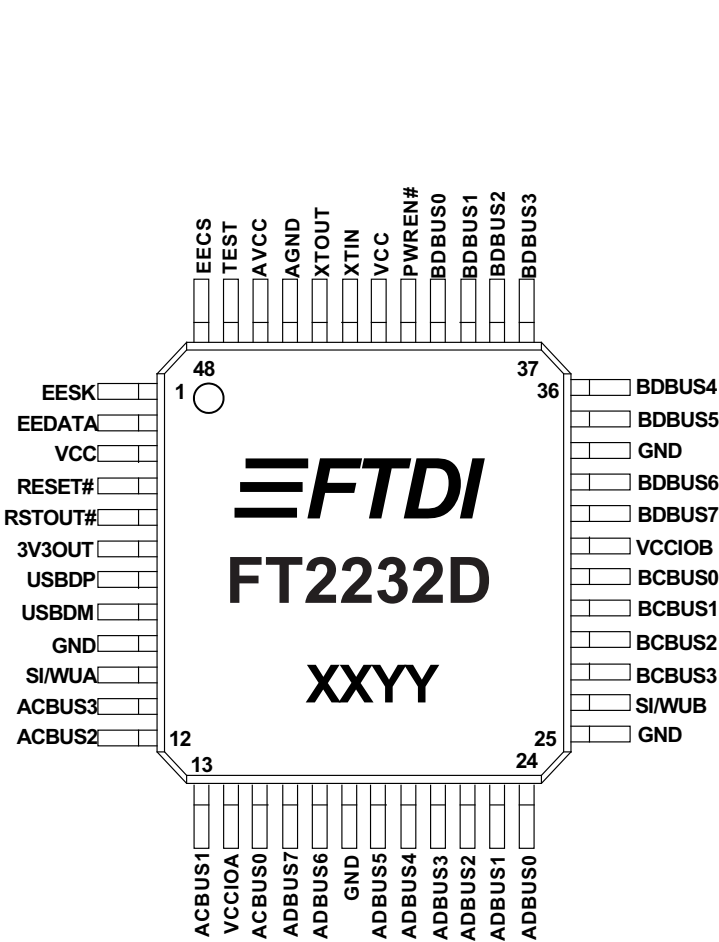 EECS
TEST
AVCC
AGND
XTOUT
XTIN
VCC
PWREN#
BDBUS0
BDBUS1
BDBUS2
BDBUS3
48
37
1
36
EESK
EEDATA
VCC
RESET#
RSTOUT#
3V3OUT
USBDP
USBDM
GND
SI/WUA
ACBUS3
ACBUS2
FTDI
FT2232D
XXYY
BDBUS4
BDBUS5
GND
BDBUS6
BDBUS7
VCCIOB
BCBUS0
BCBUS1
BCBUS2
BCBUS3
SI/WUB
GND
12
25
13
24
ACBUS1
VCCIOA
ACBUS0
ADBUS7
ADBUS6
GND
ADBUS5
ADBUS4
ADBUS3
ADBUS2
ADBUS1
ADBUS0